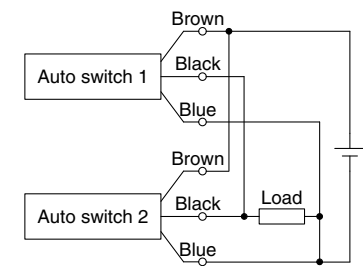 Brown
Auto switch 1
Black
Blue
Brown
Auto switch 2
Black
Load
Blue